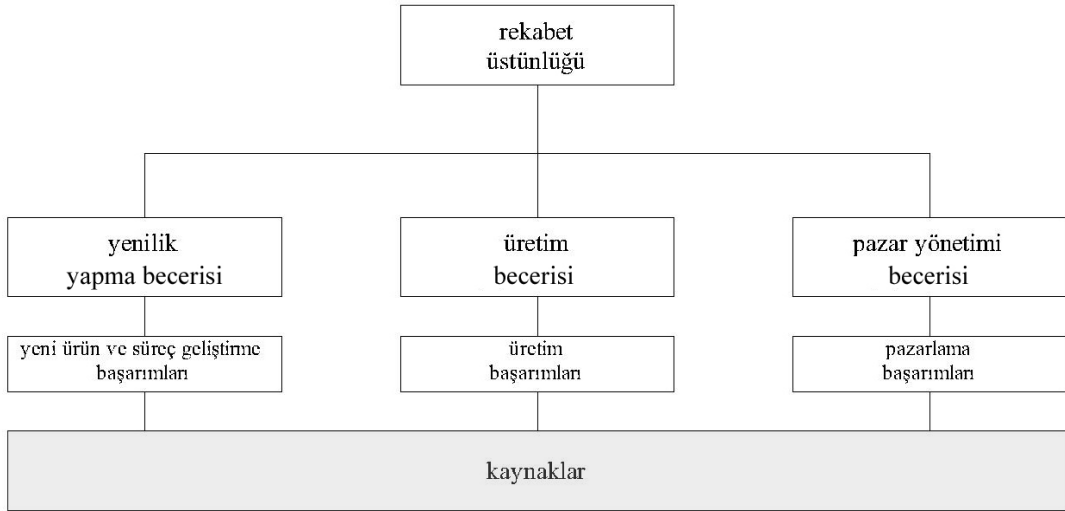 rekabet
üstünlüğü
yenilik
yapma becerisi
üretim
becerisi
pazar yönetimi
becerisi
yeni ürün ve süreç geliştirme
başarımları
üretim
başarımları
pazarlama
başarımları
kaynaklar